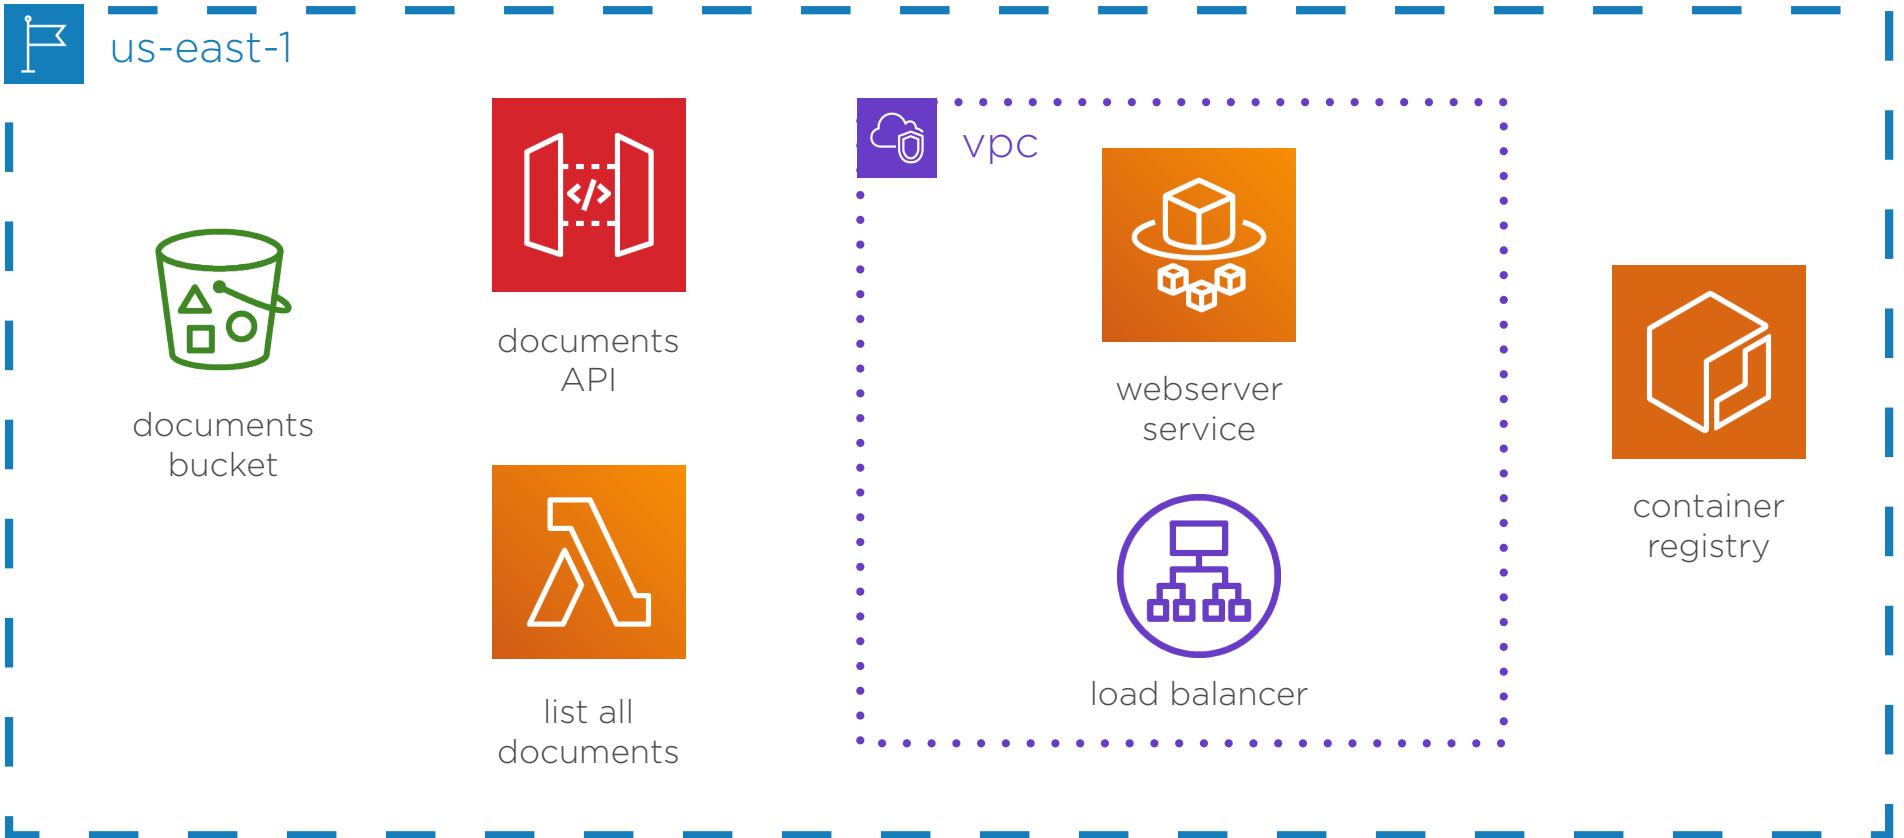 us-east-1
documents
bucket
</>
documents
API
list all
documents
vpc
webserver
service
load balancer
container
registry